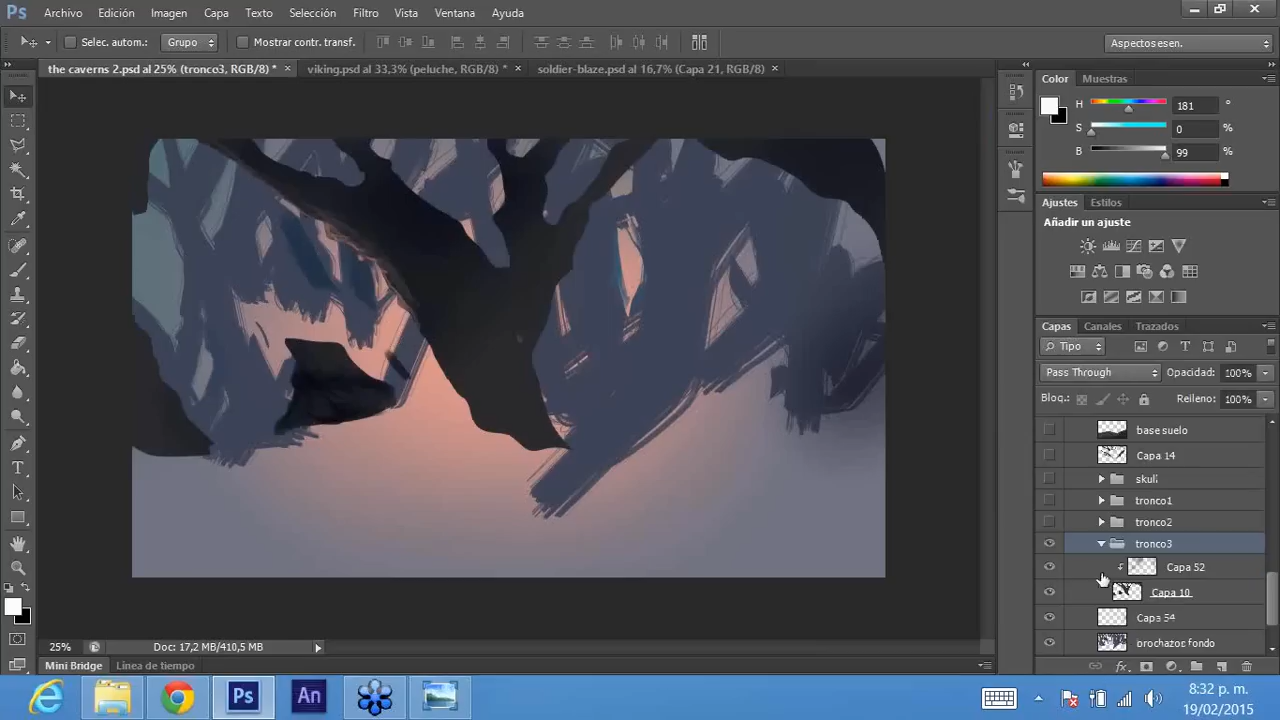 Ps Archivo Edición Imagen Capa Texto Selección Filtro Vista Ventana Ayuda
Selec. autom.: Grupo Mostrar contr. transf. Aspectos esen.
the caverns 2.psd al 25% (tronco3, RGB/8) * × viking.psd al 33,3% (peluche, RGB/8) * × soldier-blaze.psd al 16,7% (Capa 21, RGB/8) ×
Color Muestras
H 181 °
S 0 %
B 99 %
Ajustes Estilos
Añadir un ajuste
Capas Canales Trazados
Tipo
Pass Through Opacidad: 100%
Bloq.: Relleno: 100%
base suelo
Capa 14
skull
tronco1
tronco2
tronco3
Capa 52
Capa 10
Capa 54
brochazos fondo
25% Doc: 17,2 MB/410,5 MB
Mini Bridge Línea de tiempo
Ps An
8:32 p. m.
19/02/2015